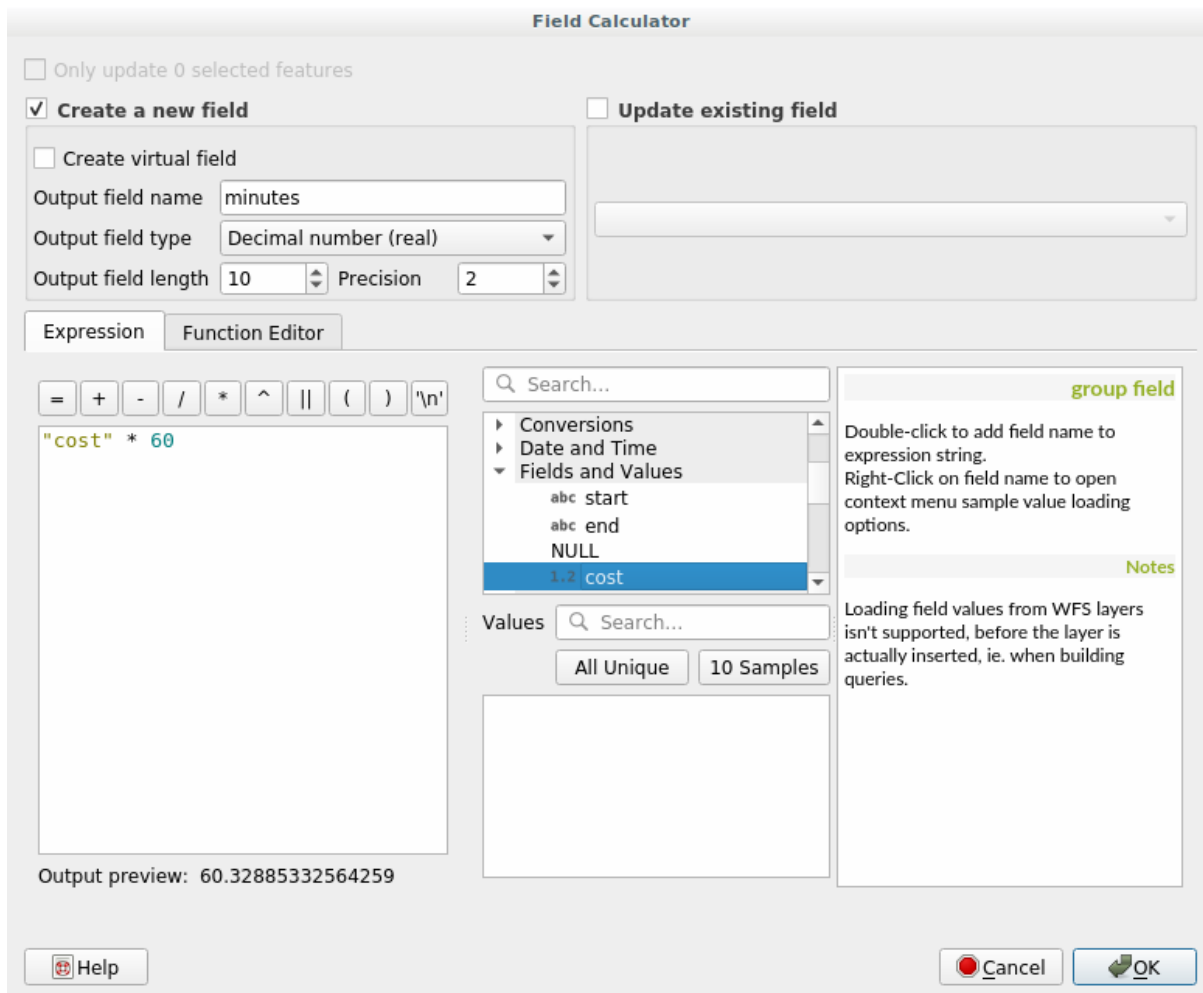 Field Calculator
Only update 0 selected features
Create a new field
Update existing field
Create virtual field
Output field name minutes
Output field type Decimal number (real)
Output field length 10 Precision 2
Expression Function Editor
= + - / * ^ || ( ) '\n'
"cost" * 60
Output preview: 60.32885332564259
Search...
Conversions
Date and Time
Fields and Values
abc start
abc end
NULL
1.2 cost
Values Search...
All Unique 10 Samples
group field
Double-click to add field name to
expression string.
Right-Click on field name to open
context menu sample value loading
options.
Notes
Loading field values from WFS layers
isn't supported, before the layer is
actually inserted, ie. when building
queries.
Help Cancel OK